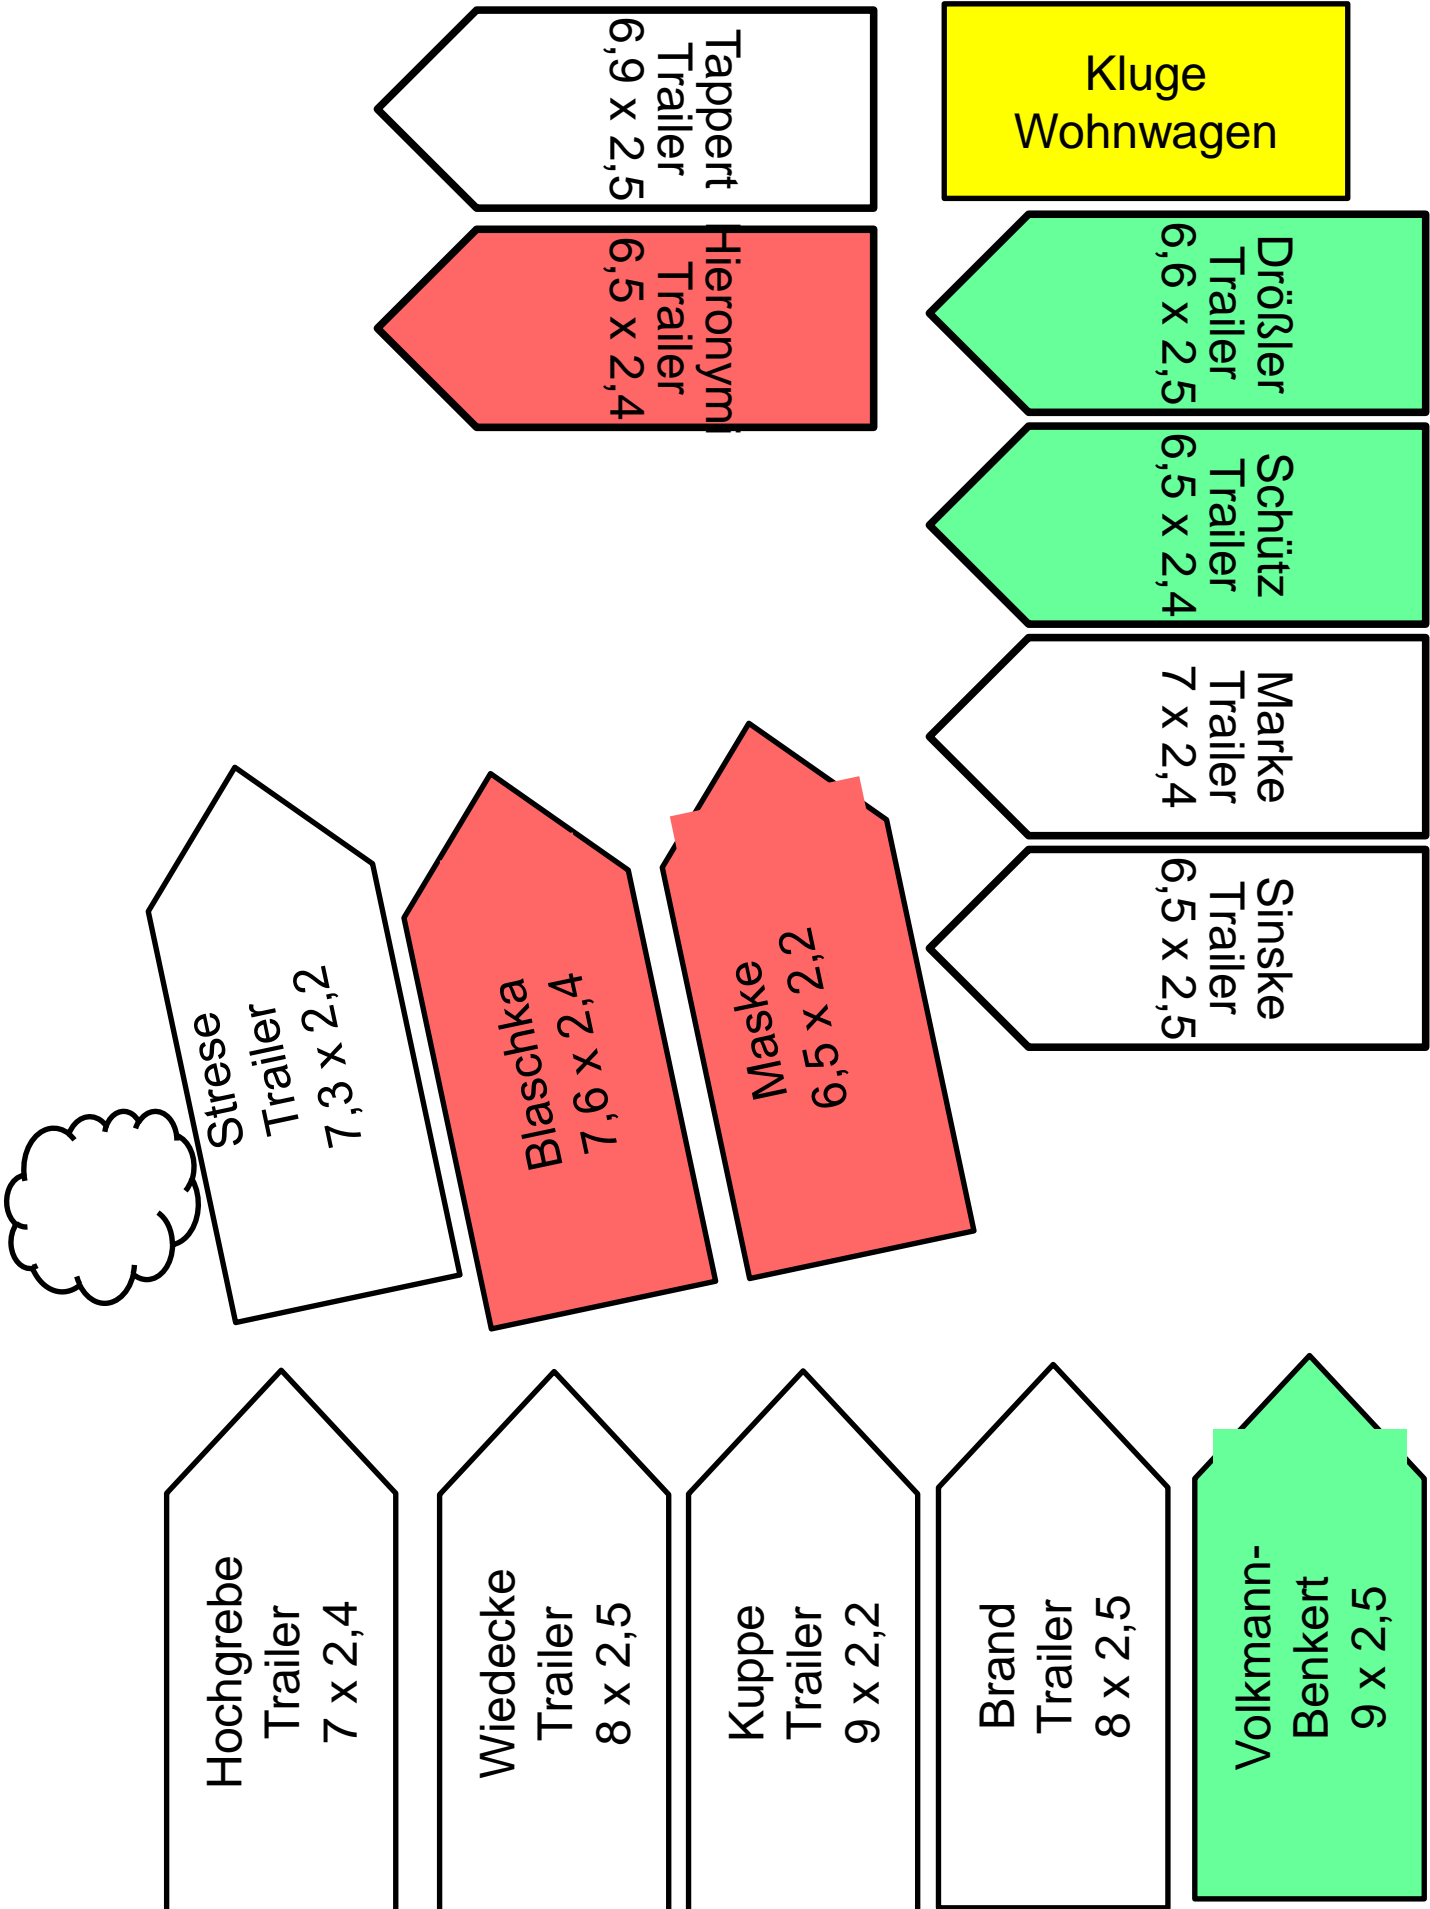 Tappert
Trailer
6,9 x 2,5
Kluge
Wohnwagen
Hieronymi
Trailer
6,5 x 2,4
Drößler
Trailer
6,6 x 2,5
Schütz
Trailer
6,5 x 2,4
Marke
Trailer
7 x 2,4
Sinske
Trailer
6,5 x 2,5
Strese
Trailer
7,3 x 2,2
Blaschka
7,6 x 2,4
Maske
6,5 x 2,2
Hochgrebe
Trailer
7 x 2,4
Wiedecke
Trailer
8 x 2,5
Kuppe
Trailer
9 x 2,2
Brand
Trailer
8 x 2,5
Volkmann-
Benkert
9 x 2,5